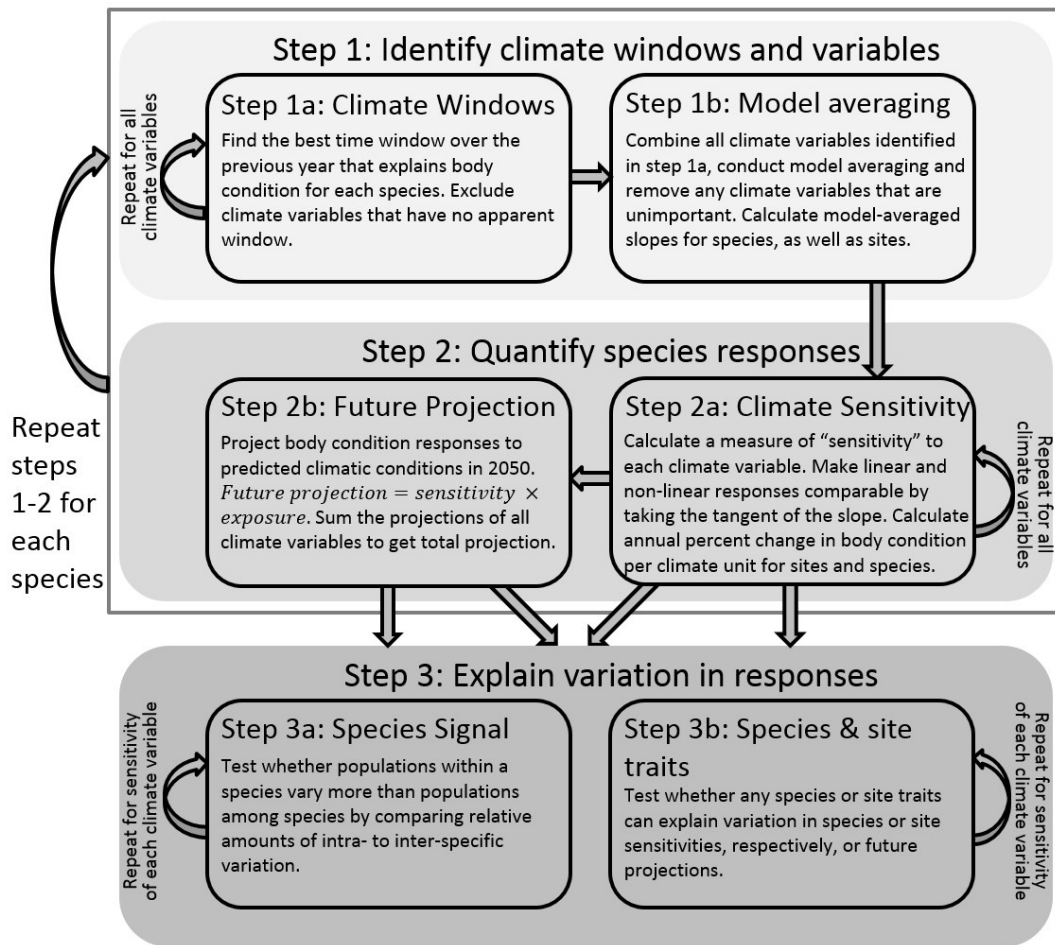 Step 1: Identify climate windows and variables
Repeat for all
climate variables
Step 1a: Climate Windows
Find the best time window over the
previous year that explains body
condition for each species. Exclude
climate variables that have no apparent
window.
Step 1b: Model averaging
Combine all climate variables identified
in step 1a, conduct model averaging and
remove any climate variables that are
unimportant. Calculate model-averaged
slopes for species, as well as sites.
Repeat
steps
1-2 for
each
species
Step 2: Quantify species responses
Step 2b: Future Projection
Project body condition responses to
predicted climatic conditions in 2050.
Future projection = sensitivity ×
exposure. Sum the projections of all
climate variables to get total projection.
Step 2a: Climate Sensitivity
Calculate a measure of “sensitivity” to
each climate variable. Make linear and
non-linear responses comparable by
taking the tangent of the slope. Calculate
annual percent change in body condition
per climate unit for sites and species.
Repeat for all
climate variables
Step 3: Explain variation in responses
Repeat for sensitivity
of each climate variable
Step 3a: Species Signal
Test whether populations within a
species vary more than populations
among species by comparing relative
amounts of intra- to inter-specific
variation.
Step 3b: Species & site
traits
Test whether any species or site traits
can explain variation in species or site
sensitivities, respectively, or future
projections.
Repeat for sensitivity
of each climate variable